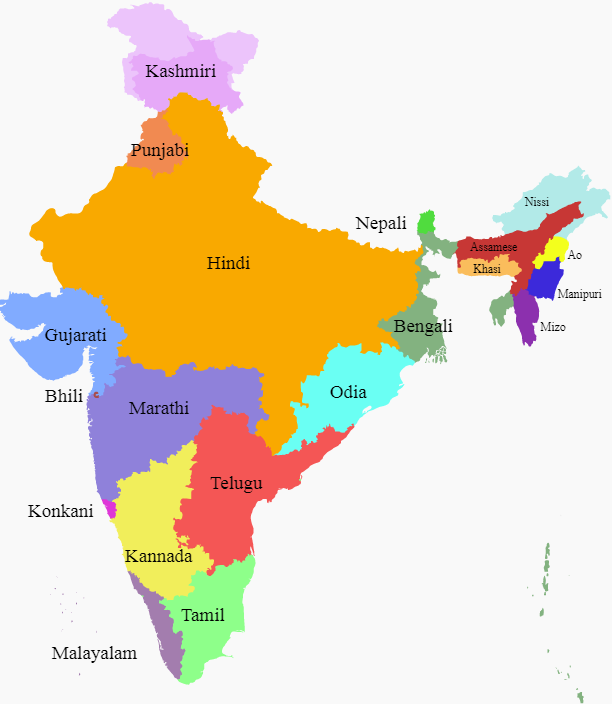 Kashmiri
Punjabi
Nissi
Nepali
Assamese
Ao
Hindi
Khasi
Manipuri
Bengali
Mizo
Gujarati
Odia
Bhili
Marathi
Telugu
Konkani
Kannada
Tamil
Malayalam